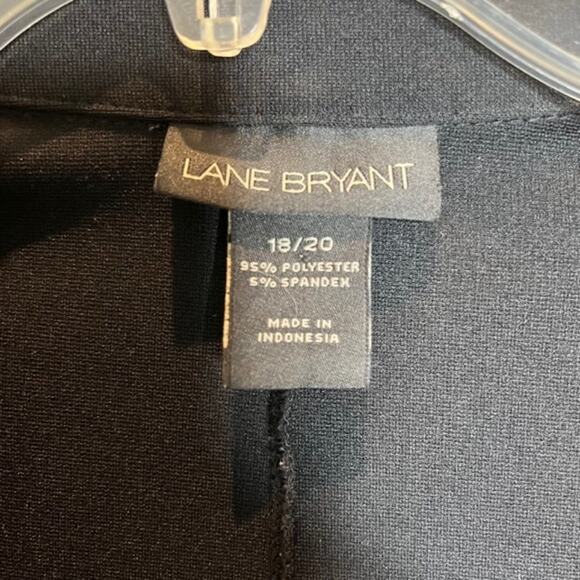 LANE BRYANT
18/20
95% POLYESTER
5% SPANDEX
MADE IN
INDONESIA